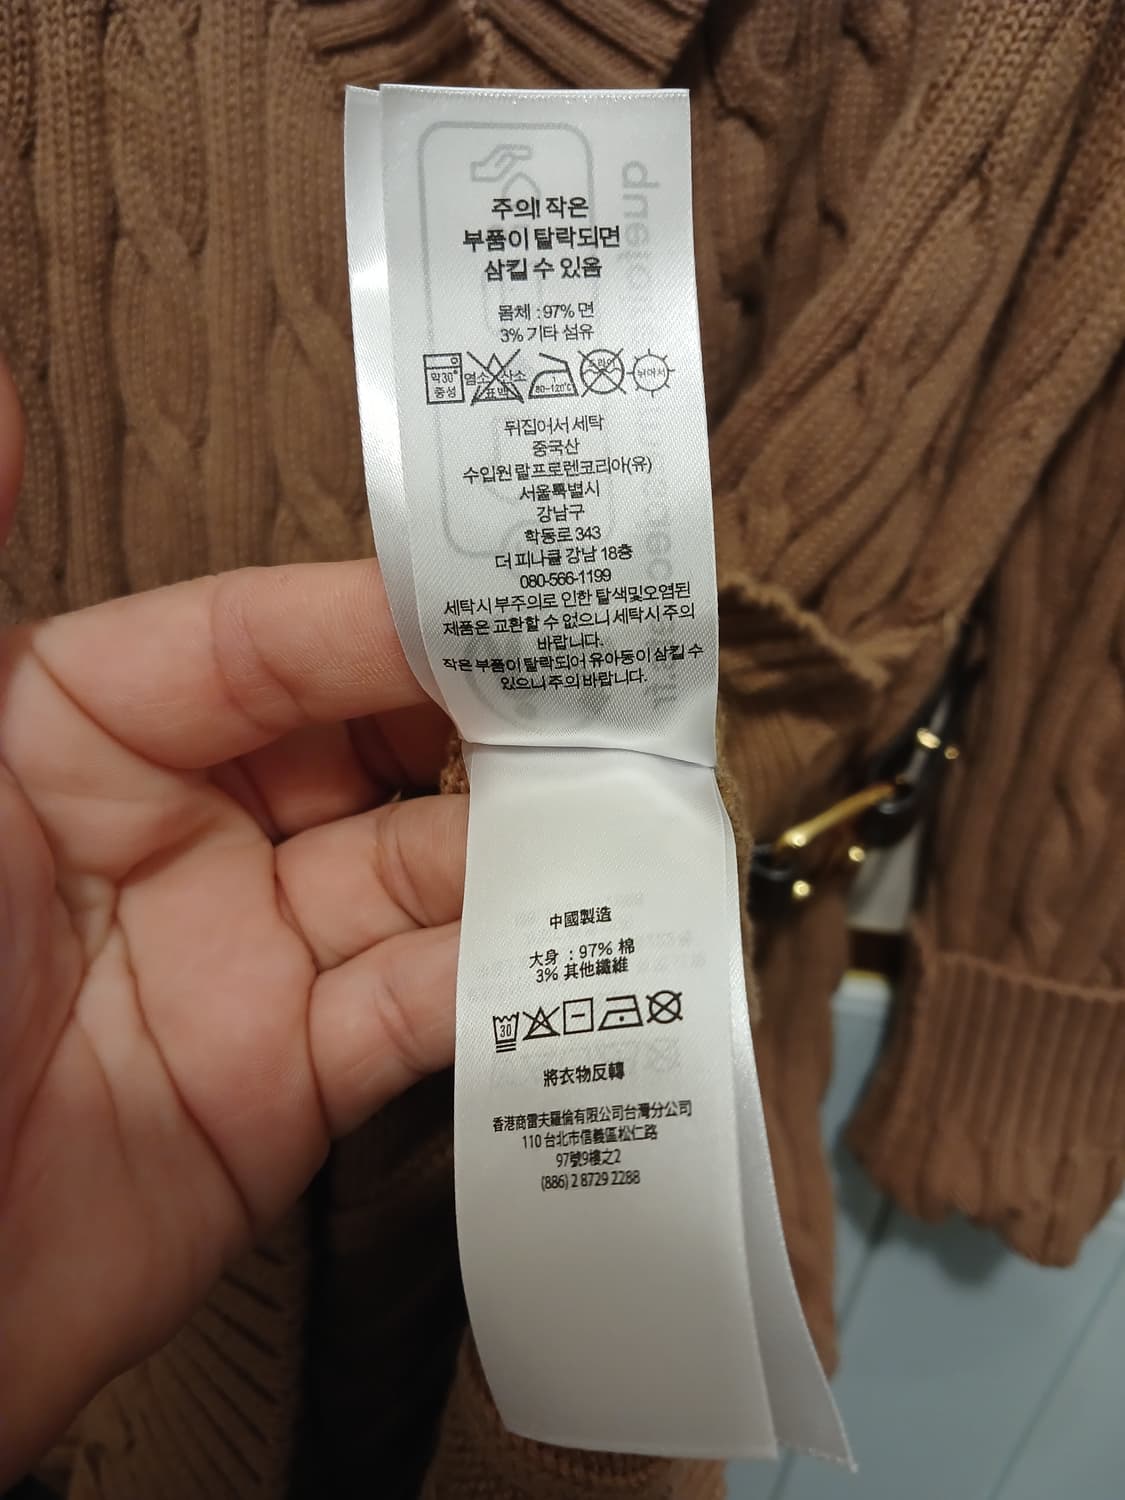 주의! 작은
부품이 탈락되면
삼킬 수 있음
몸체 : 97% 면
3% 기타 섬유
약30°
중성
염소 산소
표백
80~120°C
드라이
뉘어서
뒤집어서 세탁
중국산
수입원 랄프로렌코리아(유)
서울특별시
강남구
학동로 343
더 피나클 강남 18층
080-566-1199
세탁시 부주의로 인한 탈색및오염된
제품은 교환할 수 없으니 세탁시 주의
바랍니다.
작은 부품이 탈락되어 유아동이 삼킬 수
있으니 주의 바랍니다.
中國製造
大身 : 97% 棉
3% 其他纖維
30
將衣物反轉
香港商雷夫羅倫有限公司台灣分公司
110 台北市信義區松仁路
97號9樓之2
(886) 2 8729 2288